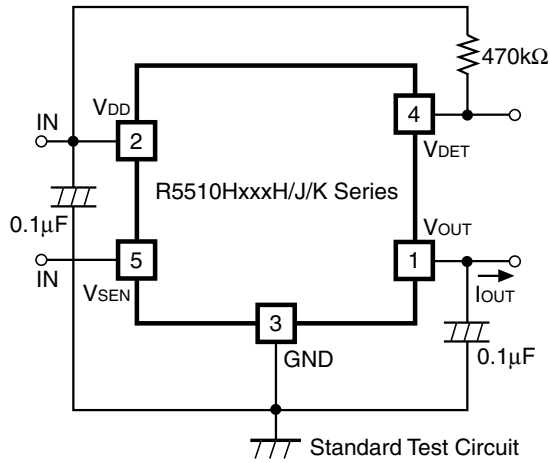 470kΩ
IN
VDD
2
4
VDET
R5510HxxxH/J/K Series
0.1µF
IN
5
VSEN
VOUT
1
IOUT
3
GND
0.1µF
Standard Test Circuit